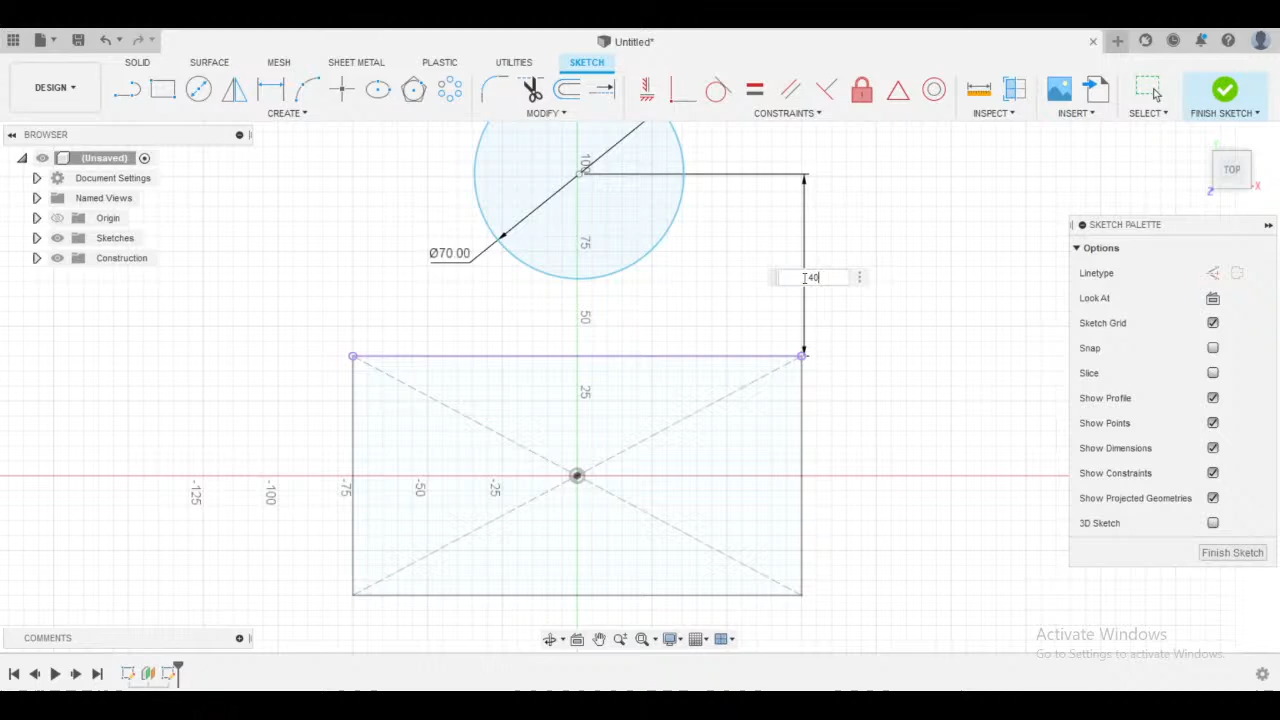 Untitled*
DESIGN
SOLID SURFACE MESH SHEET METAL PLASTIC UTILITIES SKETCH
CREATE MODIFY CONSTRAINTS INSPECT INSERT SELECT FINISH SKETCH
BROWSER
(Unsaved)
Document Settings
Named Views
Origin
Sketches
Construction
TOP
X
Z
SKETCH PALETTE
Options
Linetype
Look At
Sketch Grid
Snap
Slice
Show Profile
Show Points
Show Dimensions
Show Constraints
Show Projected Geometries
3D Sketch
Finish Sketch
100
75
Ø70.00
40
50
25
-125
-100
-75
-50
-25
COMMENTS
Activate Windows
Go to Settings to activate Windows.